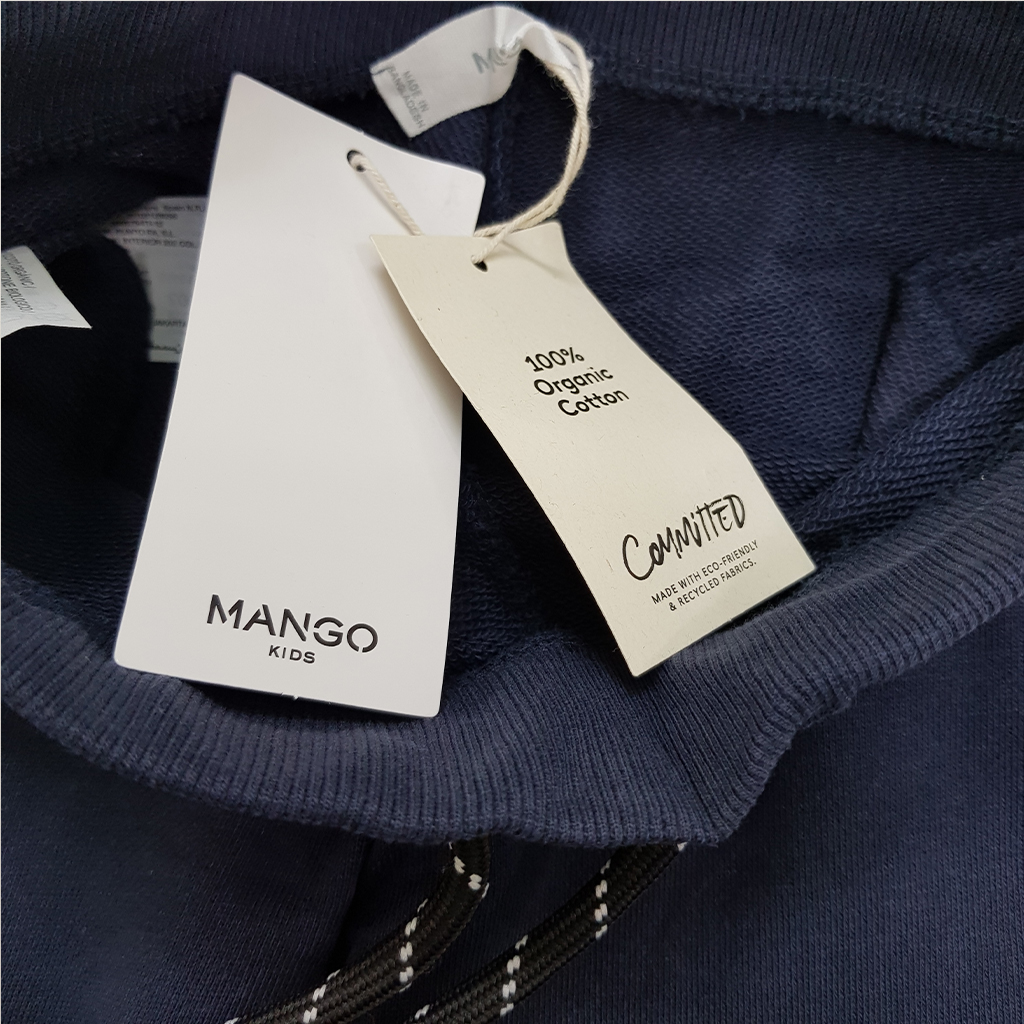 MADE IN
BANGLADESH
MANGO
KIDS
100%
Organic
Cotton
COMMITTED
MADE WITH ECO-FRIENDLY
& RECYCLED FABRICS.